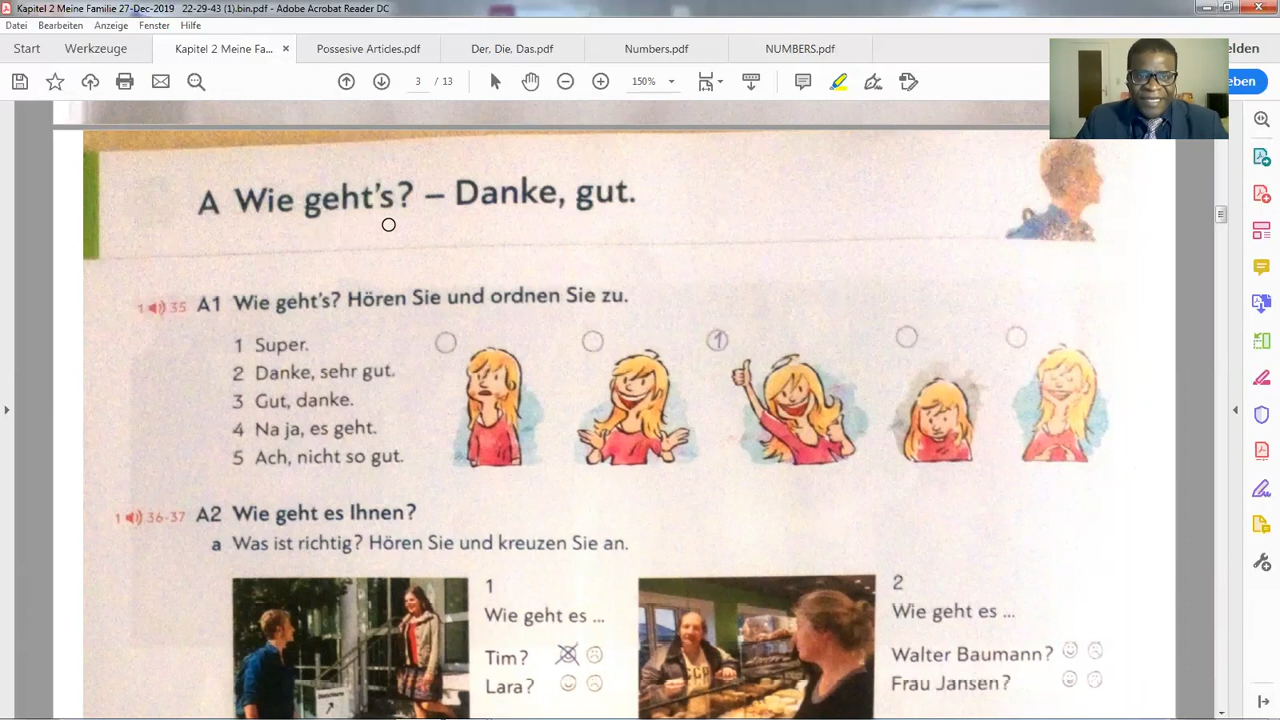 Kapitel 2 Meine Familie 27-Dec-2019 22-29-43 (1).bin.pdf - Adobe Acrobat Reader DC
Datei Bearbeiten Anzeige Fenster Hilfe
Start Werkzeuge Kapitel 2 Meine Fa... × Possesive Articles.pdf Der. Die. Das.pdf Numbers.pdf NUMBERS.pdf elden
3 / 13 150% eben
A Wie geht's? – Danke, gut.
1 35 A1 Wie geht's? Hören Sie und ordnen Sie zu.
1 Super.
2 Danke, sehr gut.
3 Gut, danke.
4 Na ja, es geht.
5 Ach, nicht so gut.
1
1 36-37 A2 Wie geht es Ihnen?
a Was ist richtig? Hören Sie und kreuzen Sie an.
1
Wie geht es ...
Tim?
Lara?
2
Wie geht es ...
Walter Baumann?
Frau Jansen?